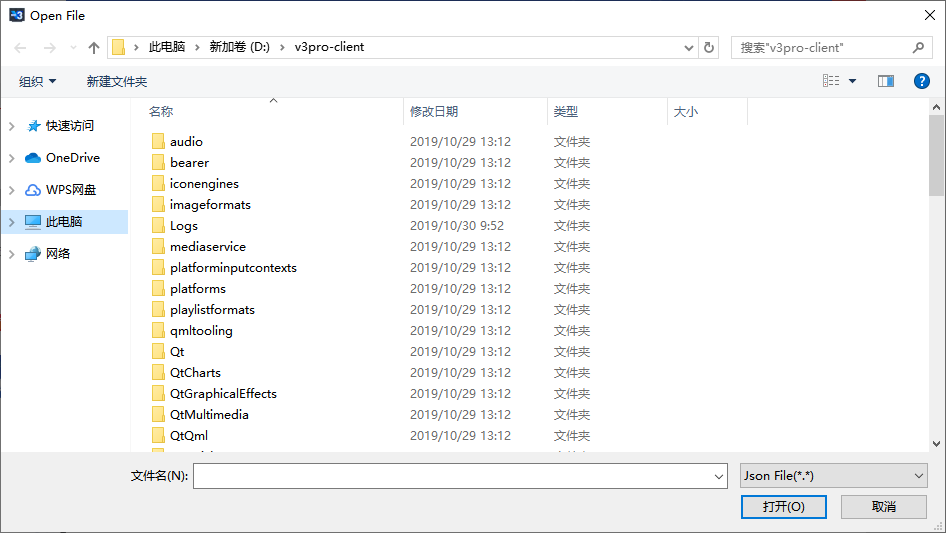 Open File
此电脑 › 新加卷 (D:) › v3pro-client
搜索"v3pro-client"
组织 新建文件夹
名称 修改日期 类型 大小
快速访问
OneDrive
WPS网盘
此电脑
网络
audio 2019/10/29 13:12 文件夹
bearer 2019/10/29 13:12 文件夹
iconengines 2019/10/29 13:12 文件夹
imageformats 2019/10/29 13:12 文件夹
Logs 2019/10/30 9:52 文件夹
mediaservice 2019/10/29 13:12 文件夹
platforminputcontexts 2019/10/29 13:12 文件夹
platforms 2019/10/29 13:12 文件夹
playlistformats 2019/10/29 13:12 文件夹
qmltooling 2019/10/29 13:12 文件夹
Qt 2019/10/29 13:12 文件夹
QtCharts 2019/10/29 13:12 文件夹
QtGraphicalEffects 2019/10/29 13:12 文件夹
QtMultimedia 2019/10/29 13:12 文件夹
QtQml 2019/10/29 13:12 文件夹
文件名(N): Json File(*.*)
打开(O) 取消